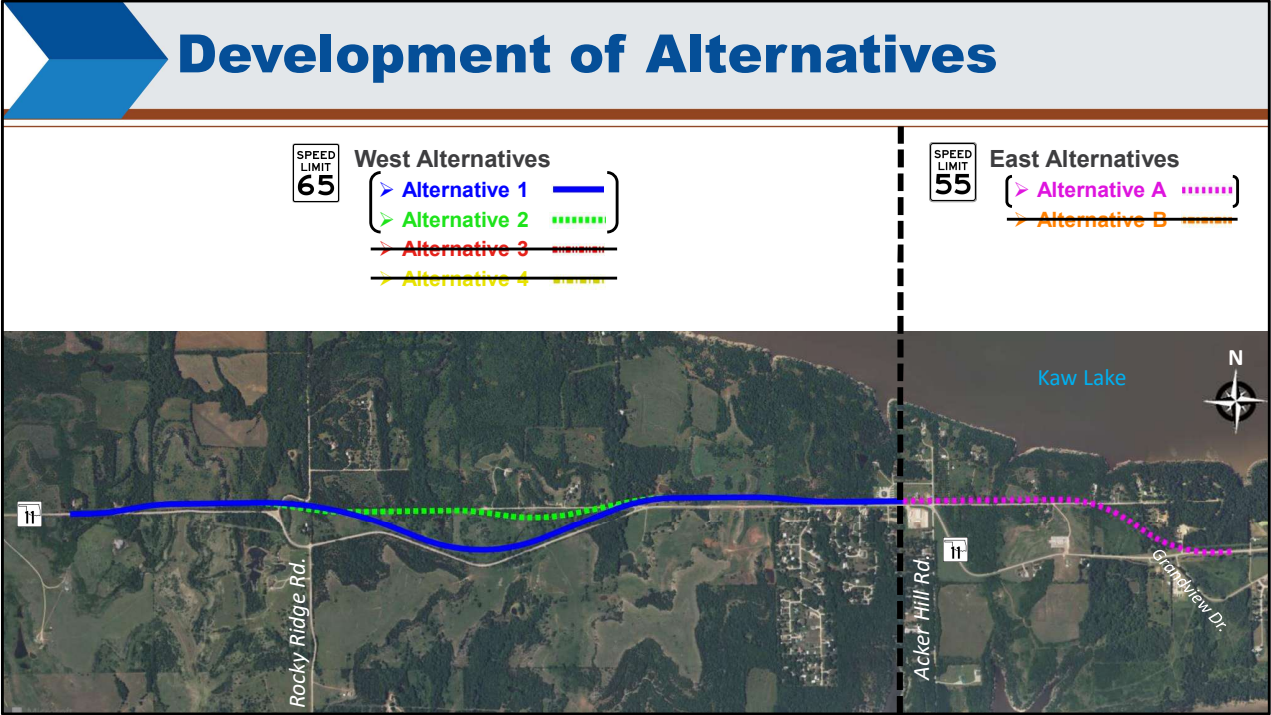 Development of Alternatives
SPEED
LIMIT
65
West Alternatives
➢ Alternative 1
➢ Alternative 2
➢ Alternative 3
➢ Alternative 4
SPEED
LIMIT
55
East Alternatives
➢ Alternative A
➢ Alternative B
Kaw Lake
N
11
11
Rocky Ridge Rd.
Acker Hill Rd.
Grandview Dr.